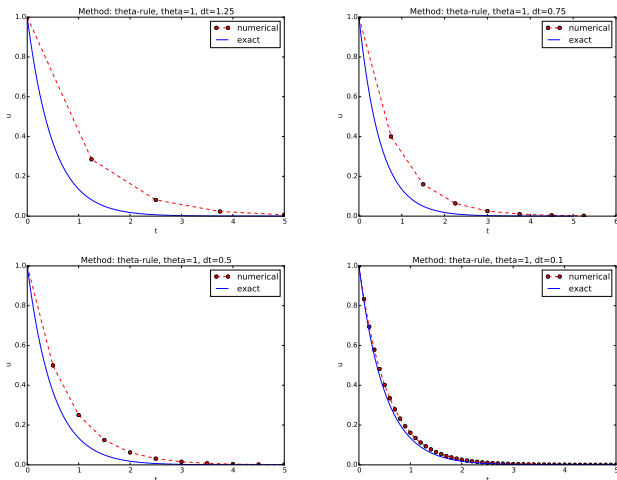 Method: theta-rule, theta=1, dt=1.25
1.0
0.8
0.6
0.4
0.2
0.0
u
numerical
exact
0 1 2 3 4 5
t
Method: theta-rule, theta=1, dt=0.75
1.0
0.8
0.6
0.4
0.2
0.0
u
numerical
exact
0 1 2 3 4 5 6
t
Method: theta-rule, theta=1, dt=0.5
1.0
0.8
0.6
0.4
0.2
0.0
u
numerical
exact
0 1 2 3 4 5
t
Method: theta-rule, theta=1, dt=0.1
1.0
0.8
0.6
0.4
0.2
0.0
u
numerical
exact
0 1 2 3 4 5
t